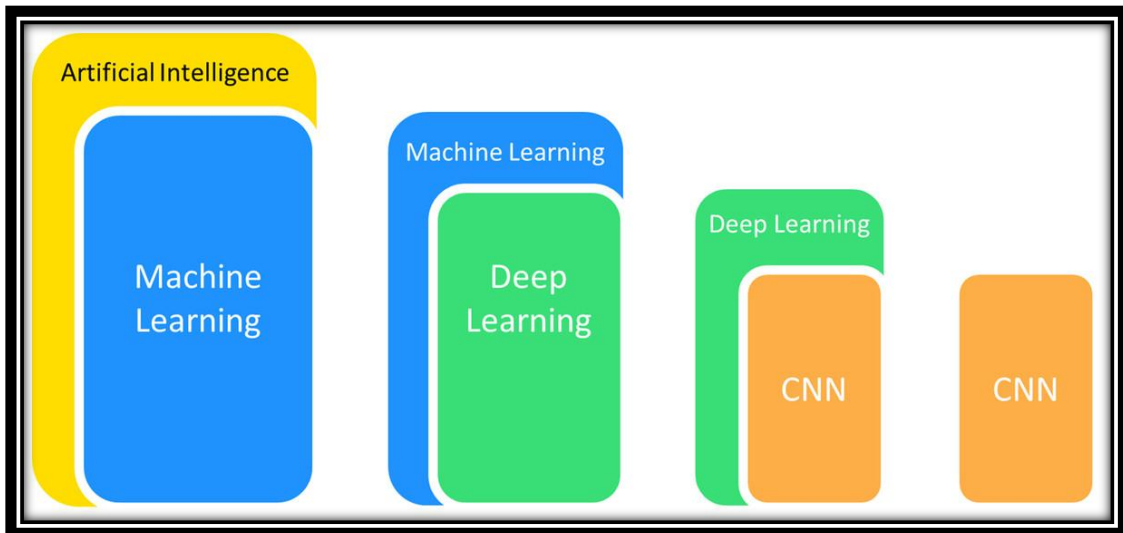 Artificial Intelligence
Machine
Learning
Machine Learning
Deep
Learning
Deep Learning
CNN
CNN